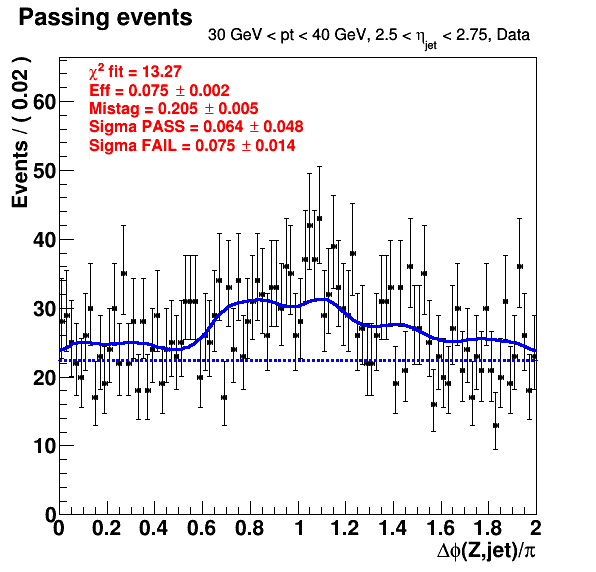 Passing events
30 GeV < pt < 40 GeV, 2.5 < η_jet < 2.75, Data
χ² fit = 13.27
Eff = 0.075 ± 0.002
Mistag = 0.205 ± 0.005
Sigma PASS = 0.064 ± 0.048
Sigma FAIL = 0.075 ± 0.014
Events / ( 0.02 )
60
50
40
30
20
10
0
0 0.2 0.4 0.6 0.8 1 1.2 1.4 1.6 1.8 2
Δϕ(Z,jet)/π